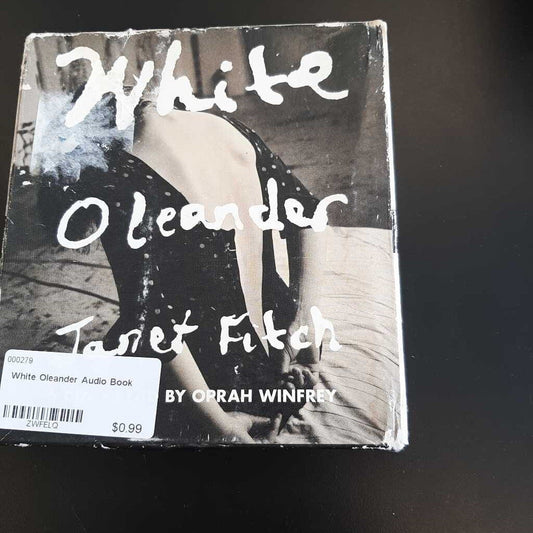 White
Oleander
Janet Fitch
BY OPRAH WINFREY
000279
White Oleander Audio Book
ZWFELQ
$0.99